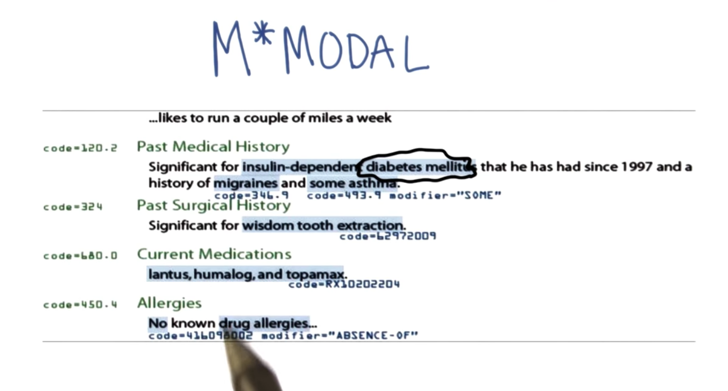 M*MODAL
...likes to run a couple of miles a week
code=120.2 Past Medical History
Significant for insulin-dependent diabetes mellitus that he has had since 1997 and a
history of migraines and some asthma.
code=346.9 code=493.9 modifier="SOME"
code=324 Past Surgical History
Significant for wisdom tooth extraction.
code=62972009
code=680.0 Current Medications
lantus, humalog, and topamax.
code=RX10202204
code=450.4 Allergies
No known drug allergies...
code=416098002 modifier="ABSENCE-OF"